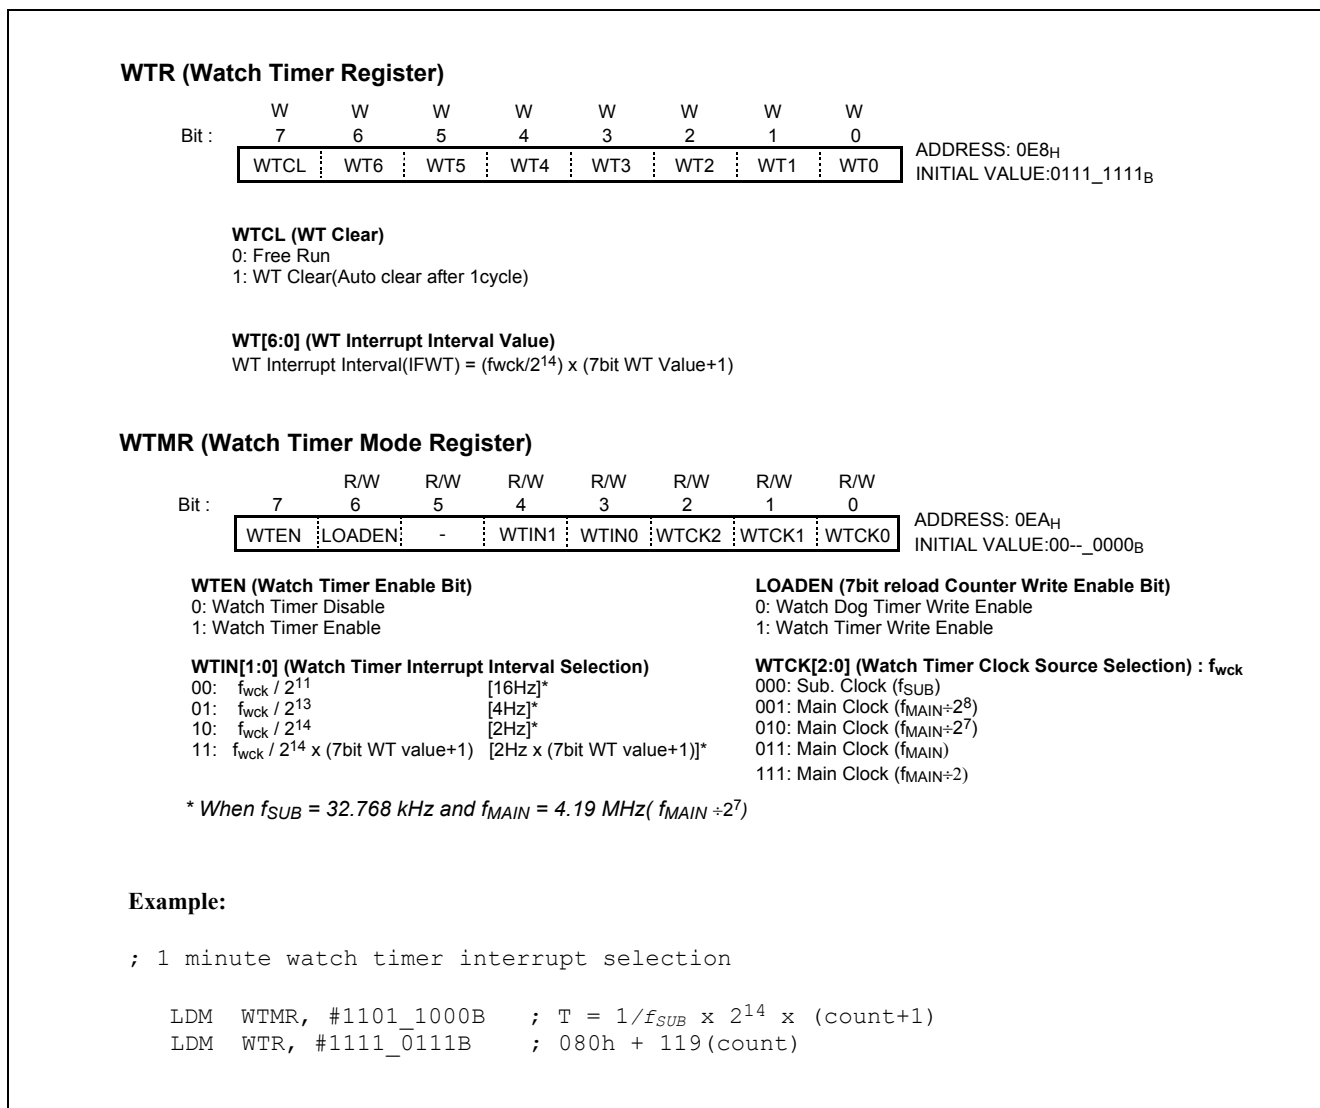 WTR (Watch Timer Register)
W W W W W W W W
Bit : 7 6 5 4 3 2 1 0
WTCL WT6 WT5 WT4 WT3 WT2 WT1 WT0
ADDRESS: 0E8H
INITIAL VALUE:0111_1111B
WTCL (WT Clear)
0: Free Run
1: WT Clear(Auto clear after 1cycle)
WT[6:0] (WT Interrupt Interval Value)
WT Interrupt Interval(IFWT) = (fwck/2^14) x (7bit WT Value+1)
WTMR (Watch Timer Mode Register)
R/W R/W R/W R/W R/W R/W R/W
Bit : 7 6 5 4 3 2 1 0
WTEN LOADEN - WTIN1 WTIN0 WTCK2 WTCK1 WTCK0
ADDRESS: 0EAH
INITIAL VALUE:00--_0000B
WTEN (Watch Timer Enable Bit)
0: Watch Timer Disable
1: Watch Timer Enable
LOADEN (7bit reload Counter Write Enable Bit)
0: Watch Dog Timer Write Enable
1: Watch Timer Write Enable
WTIN[1:0] (Watch Timer Interrupt Interval Selection)
00: fwck / 2^11 [16Hz]*
01: fwck / 2^13 [4Hz]*
10: fwck / 2^14 [2Hz]*
11: fwck / 2^14 x (7bit WT value+1) [2Hz x (7bit WT value+1)]*
WTCK[2:0] (Watch Timer Clock Source Selection) : fwck
000: Sub. Clock (fSUB)
001: Main Clock (fMAIN÷2^8)
010: Main Clock (fMAIN÷2^7)
011: Main Clock (fMAIN)
111: Main Clock (fMAIN÷2)
* When fSUB = 32.768 kHz and fMAIN = 4.19 MHz( fMAIN ÷2^7)
Example:
; 1 minute watch timer interrupt selection
LDM WTMR, #1101_1000B ; T = 1/fSUB x 2^14 x (count+1)
LDM WTR, #1111_0111B ; 080h + 119(count)